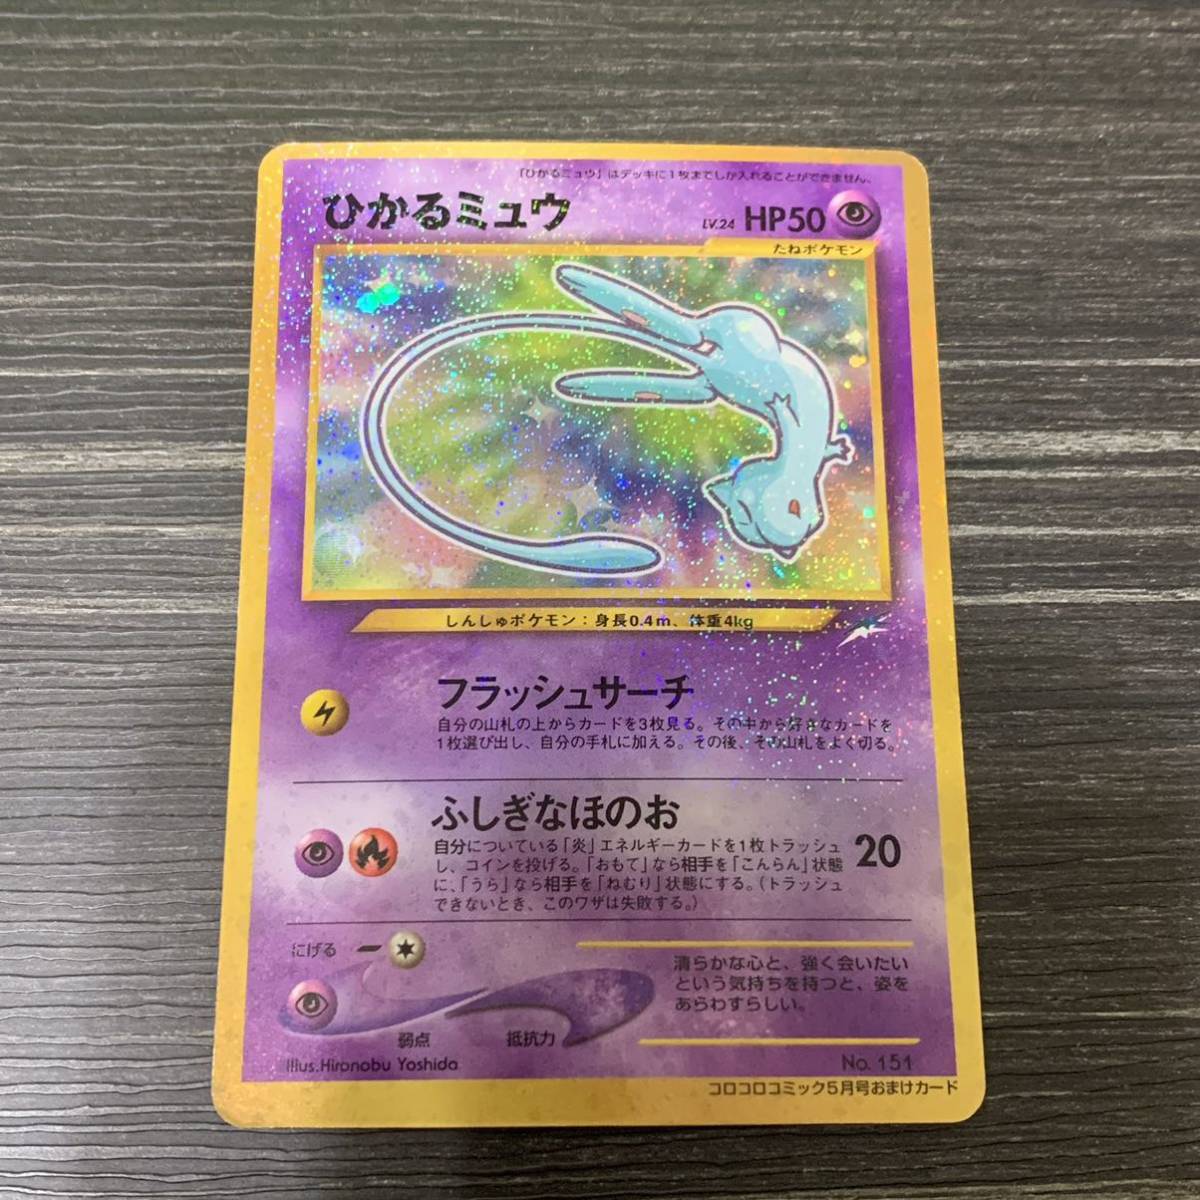 「ひかるミュウ」はデッキに1枚までしか入れることができません。
ひかるミュウ
LV.24 HP50
たねポケモン
しんしゅポケモン：身長0.4m、体重4kg
フラッシュサーチ
自分の山札の上からカードを3枚見る。その中から好きなカードを
1枚選び出し、自分の手札に加える。その後、その山札をよく切る。
ふしぎなほのお
自分についている「炎」エネルギーカードを1枚トラッシュ
し、コインを投げる。「おもて」なら相手を「こんらん」状態
に、「うら」なら相手を「ねむり」状態にする。（トラッシュ
できないとき、このワザは失敗する。）
20
にげる
弱点
抵抗力
清らかな心と、強く会いたい
という気持ちを持つと、姿を
あらわすらしい。
Illus.Hironobu Yoshida
No. 151
コロコロコミック5月号おまけカード